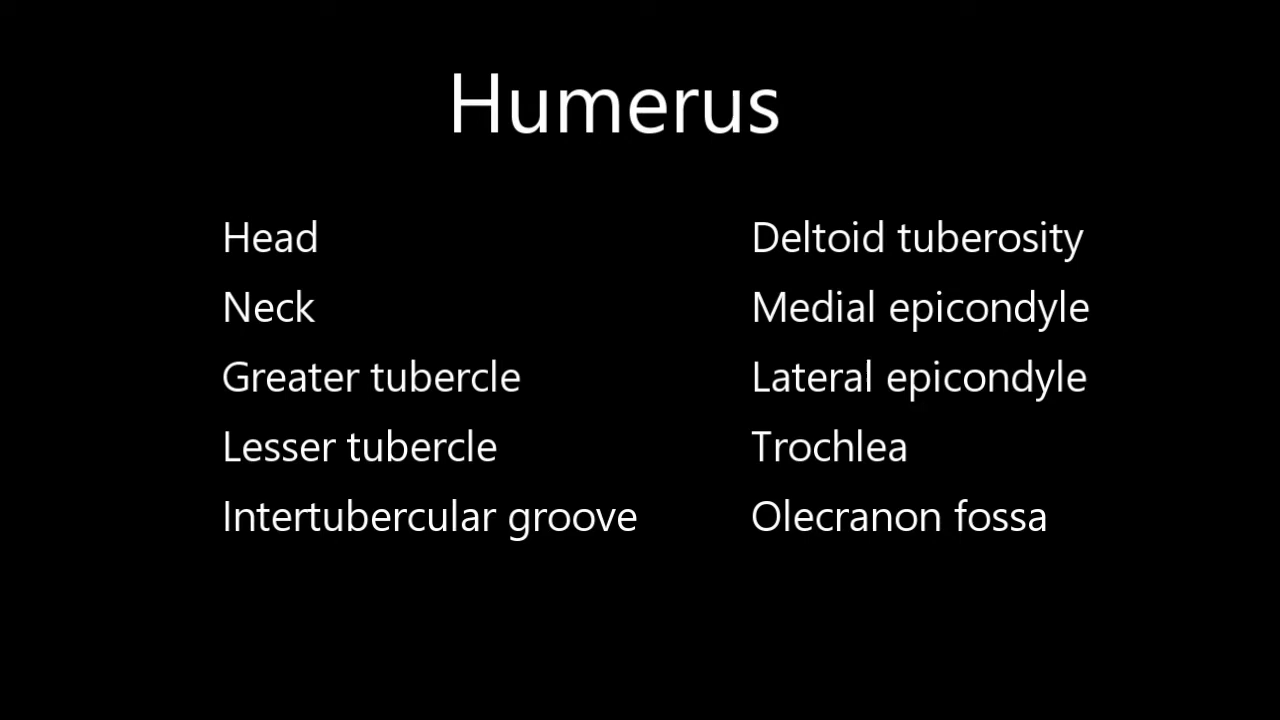 Humerus
Head
Neck
Greater tubercle
Lesser tubercle
Intertubercular groove
Deltoid tuberosity
Medial epicondyle
Lateral epicondyle
Trochlea
Olecranon fossa